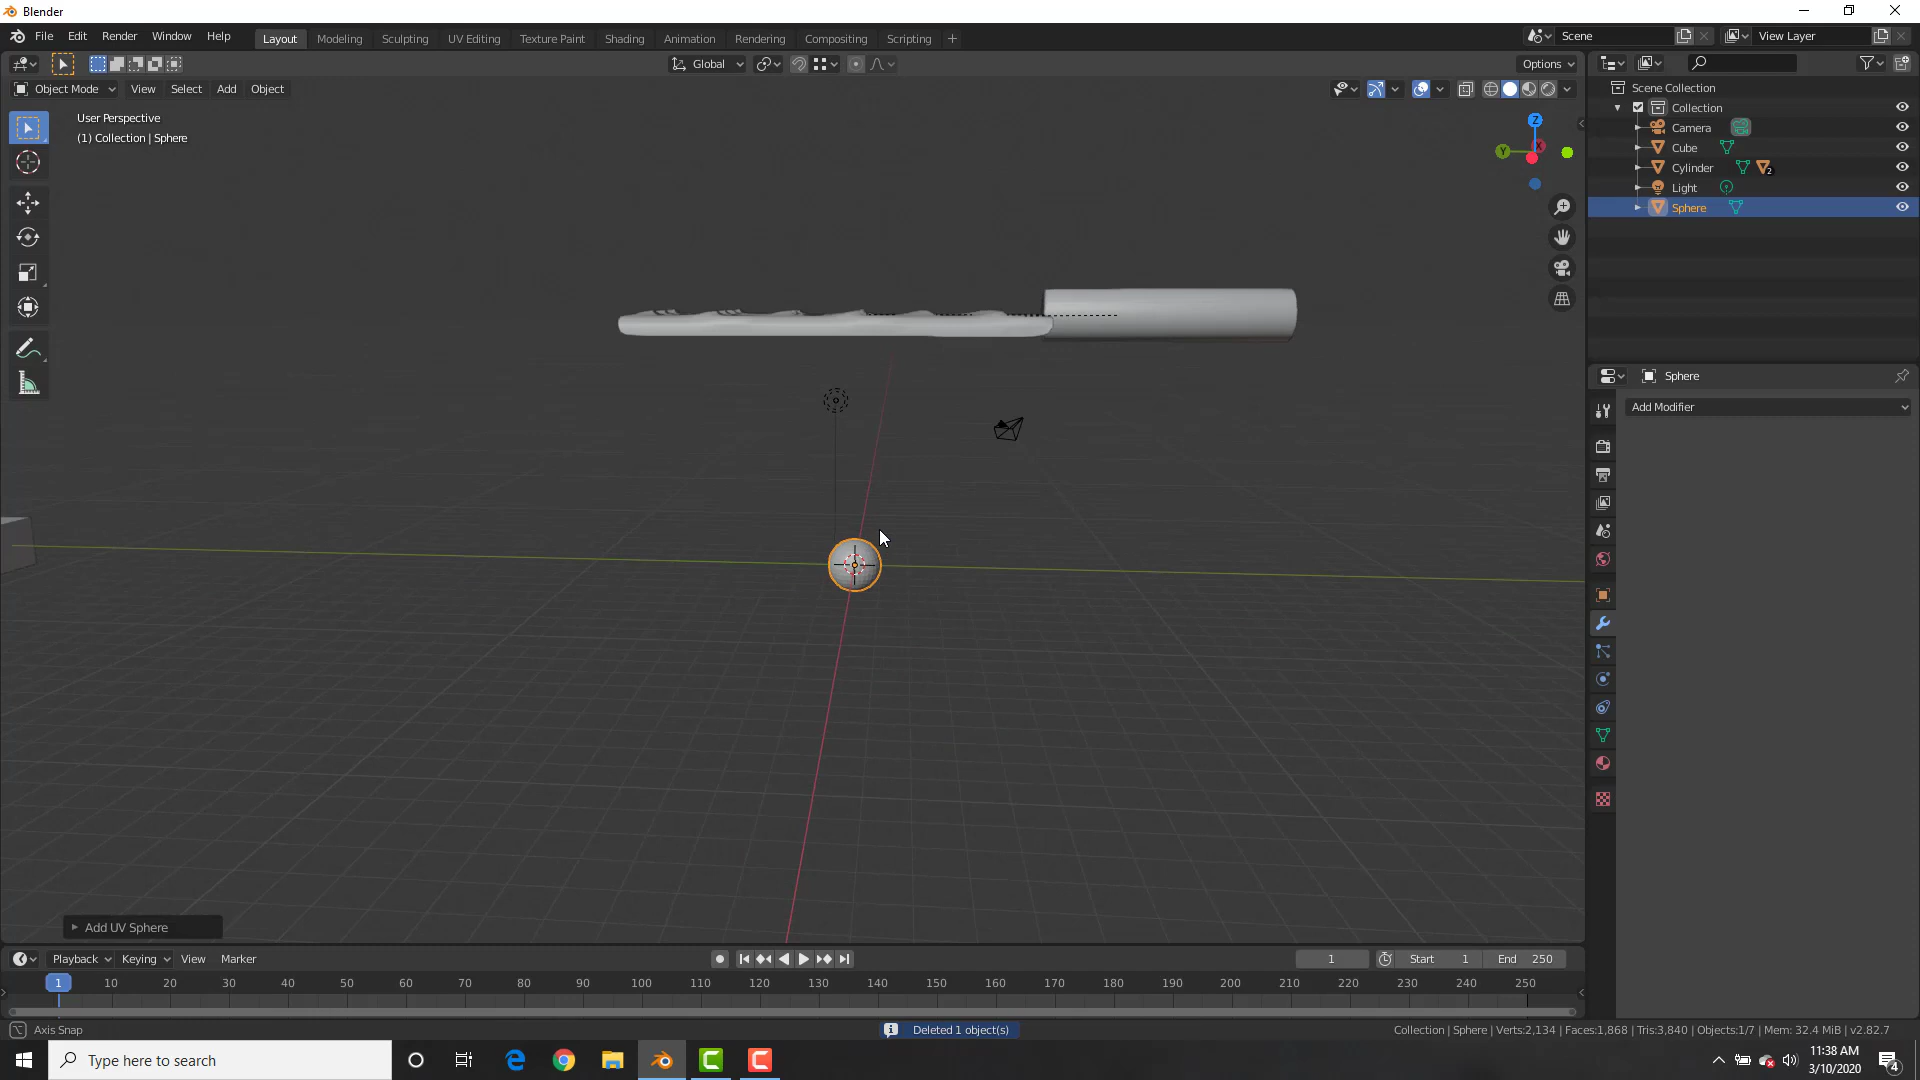 Blender
File Edit Render Window Help
Layout Modeling Sculpting UV Editing Texture Paint Shading Animation Rendering Compositing Scripting +
Scene
View Layer
Global
Options
Object Mode View Select Add Object
User Perspective
(1) Collection | Sphere
Z
Y
X
Scene Collection
Collection
Camera
Cube
Cylinder 2
Light
Sphere
Sphere
Add Modifier
Add UV Sphere
Playback Keying View Marker
1
Start 1
End 250
1 10 20 30 40 50 60 70 80 90 100 110 120 130 140 150 160 170 180 190 200 210 220 230 240 250
Axis Snap
Deleted 1 object(s)
Collection | Sphere | Verts:2,134 | Faces:1,868 | Tris:3,840 | Objects:1/7 | Mem: 32.4 MiB | v2.82.7
Type here to search
11:38 AM
3/10/2020
4